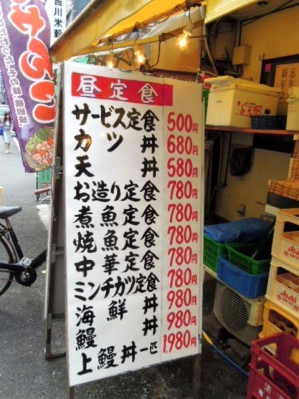 昼定食
サービス定食 500円
カツ丼 680円
天丼 580円
お造り定食 780円
煮魚定食 780円
焼魚定食 780円
中華定食 780円
ミンチカツ定食 780円
海鮮丼 980円
鰻丼 980円
上鰻丼一匹 1,980円
Asahi